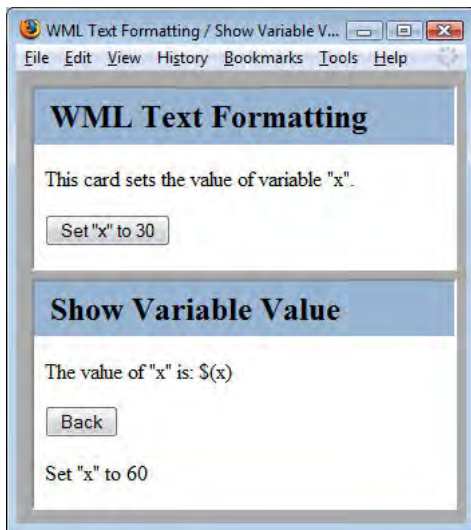 WML Text Formatting / Show Variable V...
File Edit View History Bookmarks Tools Help
WML Text Formatting
This card sets the value of variable "x".
Set "x" to 30
Show Variable Value
The value of "x" is: $(x)
Back
Set "x" to 60